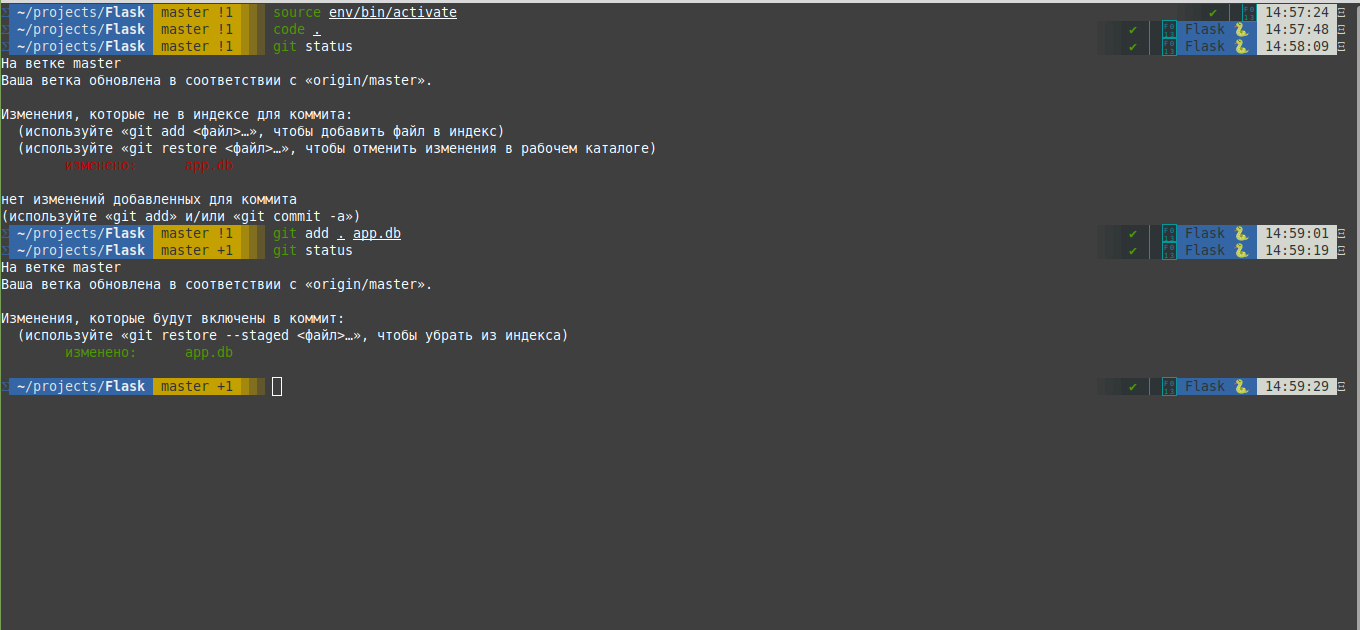 ~/projects/Flask master !1 source env/bin/activate ✔ 14:57:24
~/projects/Flask master !1 code . ✔ Flask 🐍 14:57:48
~/projects/Flask master !1 git status ✔ Flask 🐍 14:58:09
На ветке master
Ваша ветка обновлена в соответствии с «origin/master».
Изменения, которые не в индексе для коммита:
(используйте «git add <файл>…», чтобы добавить файл в индекс)
(используйте «git restore <файл>…», чтобы отменить изменения в рабочем каталоге)
изменено: app.db
нет изменений добавленных для коммита
(используйте «git add» и/или «git commit -a»)
~/projects/Flask master !1 git add . app.db ✔ Flask 🐍 14:59:01
~/projects/Flask master +1 git status ✔ Flask 🐍 14:59:19
На ветке master
Ваша ветка обновлена в соответствии с «origin/master».
Изменения, которые будут включены в коммит:
(используйте «git restore --staged <файл>…», чтобы убрать из индекса)
изменено: app.db
~/projects/Flask master +1 ✔ Flask 🐍 14:59:29